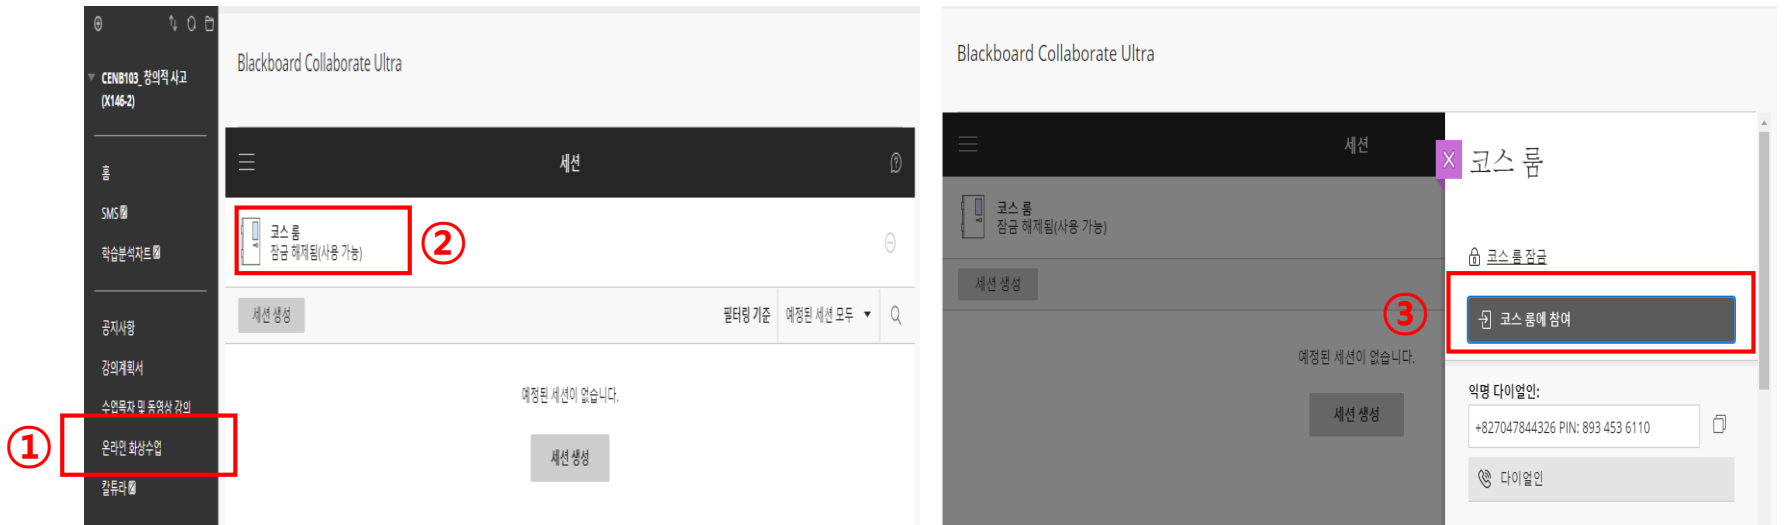 CENB103_ 창의적 사고
(X146-2)
홈
SMS
학습분석차트
공지사항
강의계획서
수업목차 및 동영상 강의
①
온라인 화상수업
칼튜라
Blackboard Collaborate Ultra
세션
코스 룸
잠금 해제됨(사용 가능)
②
세션 생성
필터링 기준 예정된 세션 모두
예정된 세션이 없습니다.
세션 생성
Blackboard Collaborate Ultra
세션
코스 룸
잠금 해제됨(사용 가능)
세션 생성
예정된 세션이 없습니다.
세션 생성
X 코스 룸
코스 룸 잠금
③
코스 룸에 참여
익명 다이얼인:
+827047844326 PIN: 893 453 6110
다이얼인